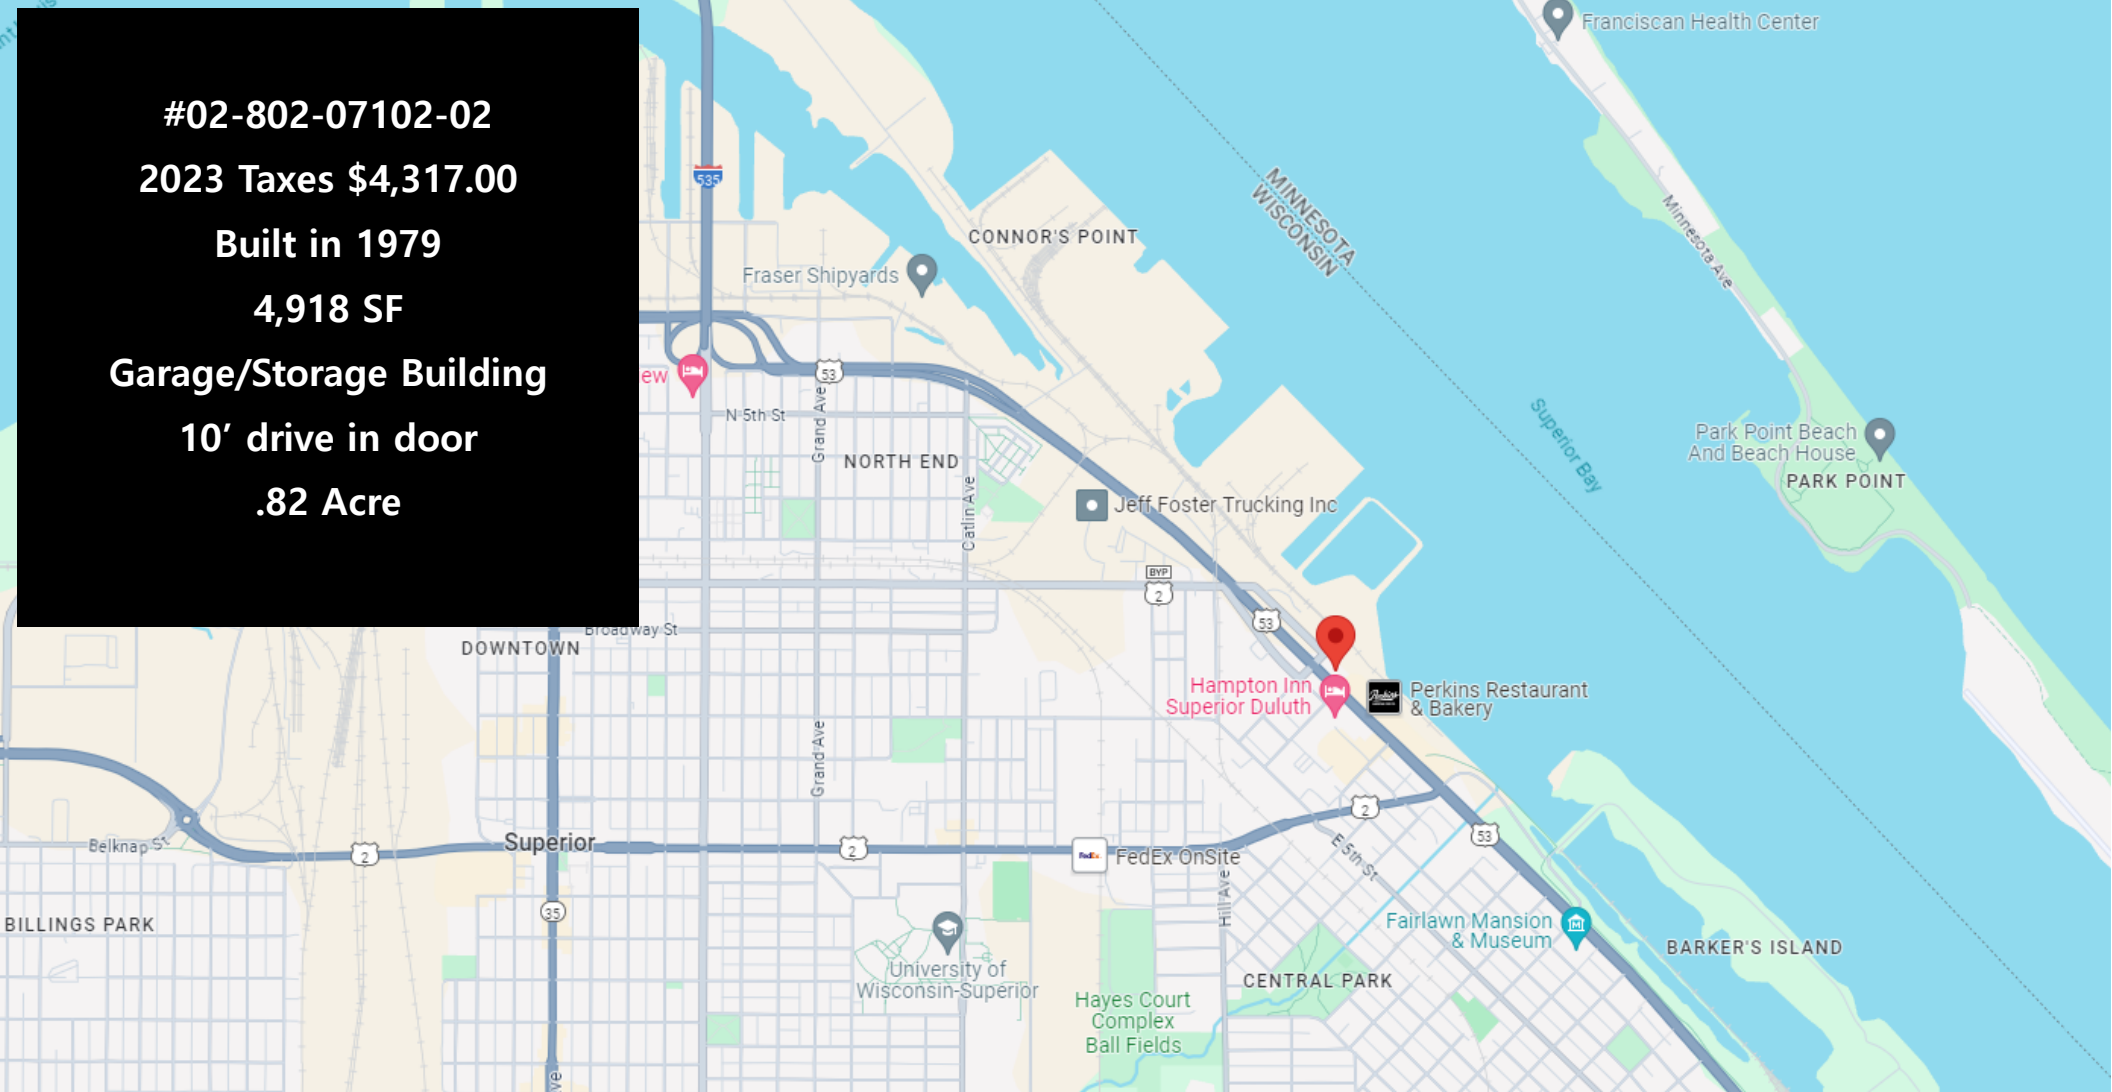 #02-802-07102-02
2023 Taxes $4,317.00
Built in 1979
4,918 SF
Garage/Storage Building
10’ drive in door
.82 Acre
Franciscan Health Center
535
MINNESOTA
WISCONSIN
Minnesota Ave
CONNOR'S POINT
Fraser Shipyards
53
ew
N 5th St
Grand Ave
NORTH END
Catlin Ave
Superior Bay
Park Point Beach
And Beach House
PARK POINT
Jeff Foster Trucking Inc
BYP
2
53
Broadway St
DOWNTOWN
Hampton Inn
Superior Duluth
Perkins Restaurant
& Bakery
Grand Ave
2
53
Belknap St
2
Superior
2
FedEx
FedEx OnSite
E 5th St
Hill Ave
35
BILLINGS PARK
Fairlawn Mansion
& Museum
BARKER'S ISLAND
University of
Wisconsin-Superior
CENTRAL PARK
Hayes Court
Complex
Ball Fields
ve